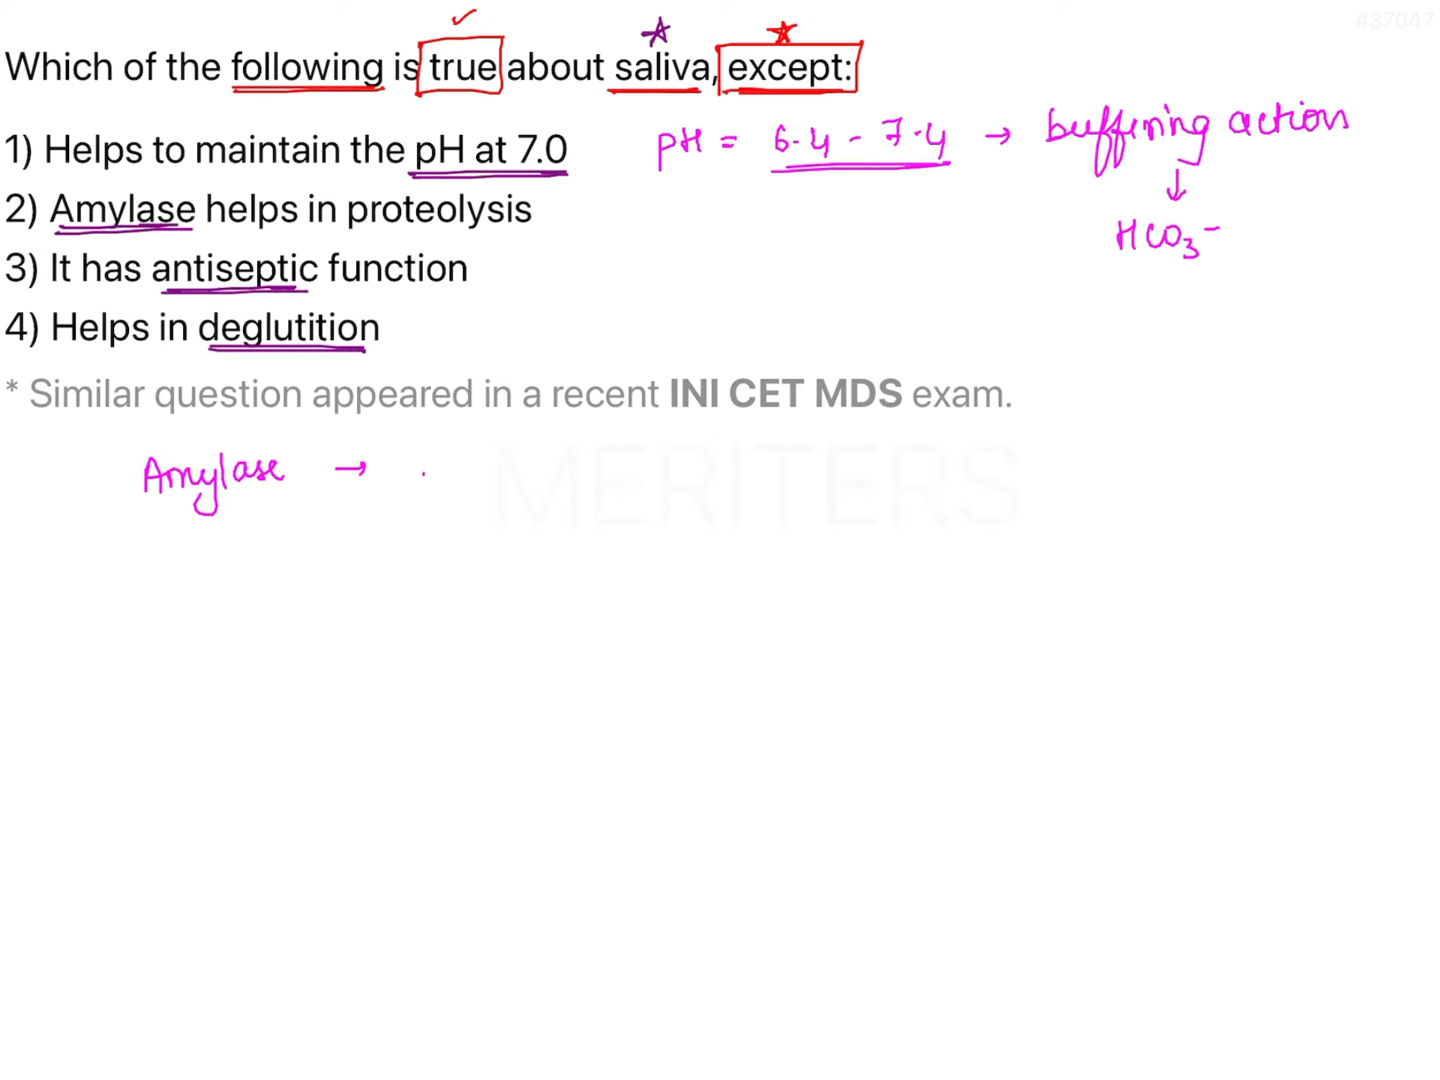 #37047
Which of the following is true about saliva, except:
1) Helps to maintain the pH at 7.0
pH = 6.4 - 7.4 → buffering action
↓
HCO3-
2) Amylase helps in proteolysis
3) It has antiseptic function
4) Helps in deglutition
* Similar question appeared in a recent INI CET MDS exam.
Amylase →
MERITERS